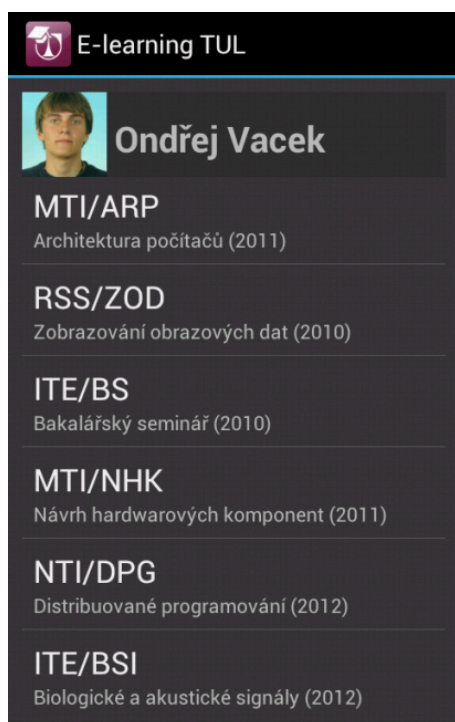 E-learning TUL
Ondřej Vacek
MTI/ARP
Architektura počítačů (2011)
RSS/ZOD
Zobrazování obrazových dat (2010)
ITE/BS
Bakalářský seminář (2010)
MTI/NHK
Návrh hardwarových komponent (2011)
NTI/DPG
Distribuované programování (2012)
ITE/BSI
Biologické a akustické signály (2012)